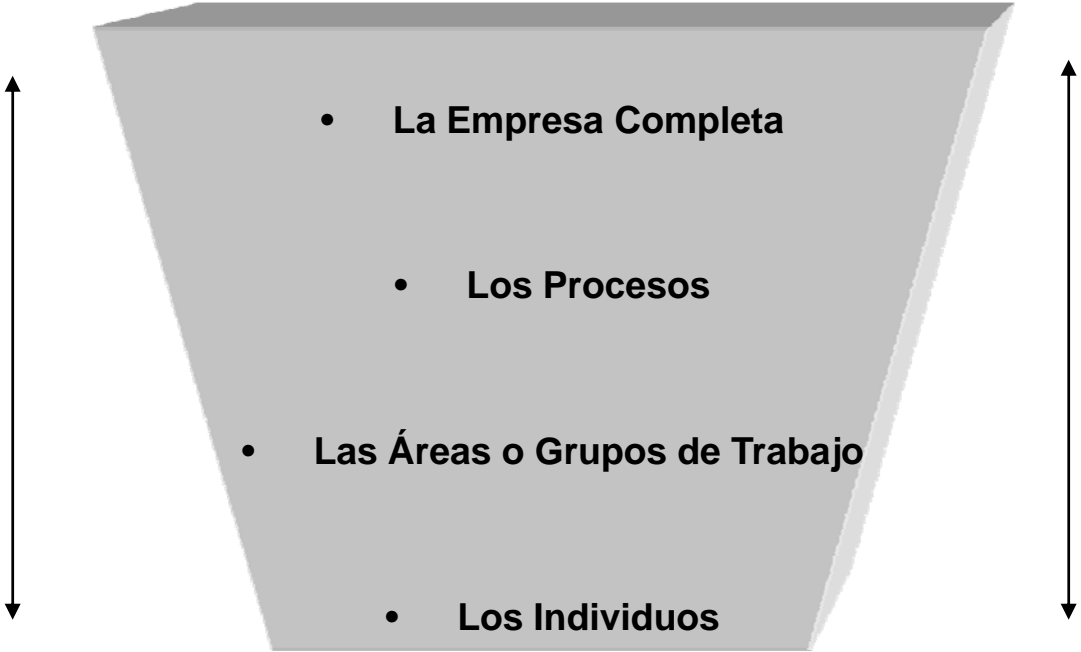 • La Empresa Completa
• Los Procesos
• Las Áreas o Grupos de Trabajo
• Los Individuos